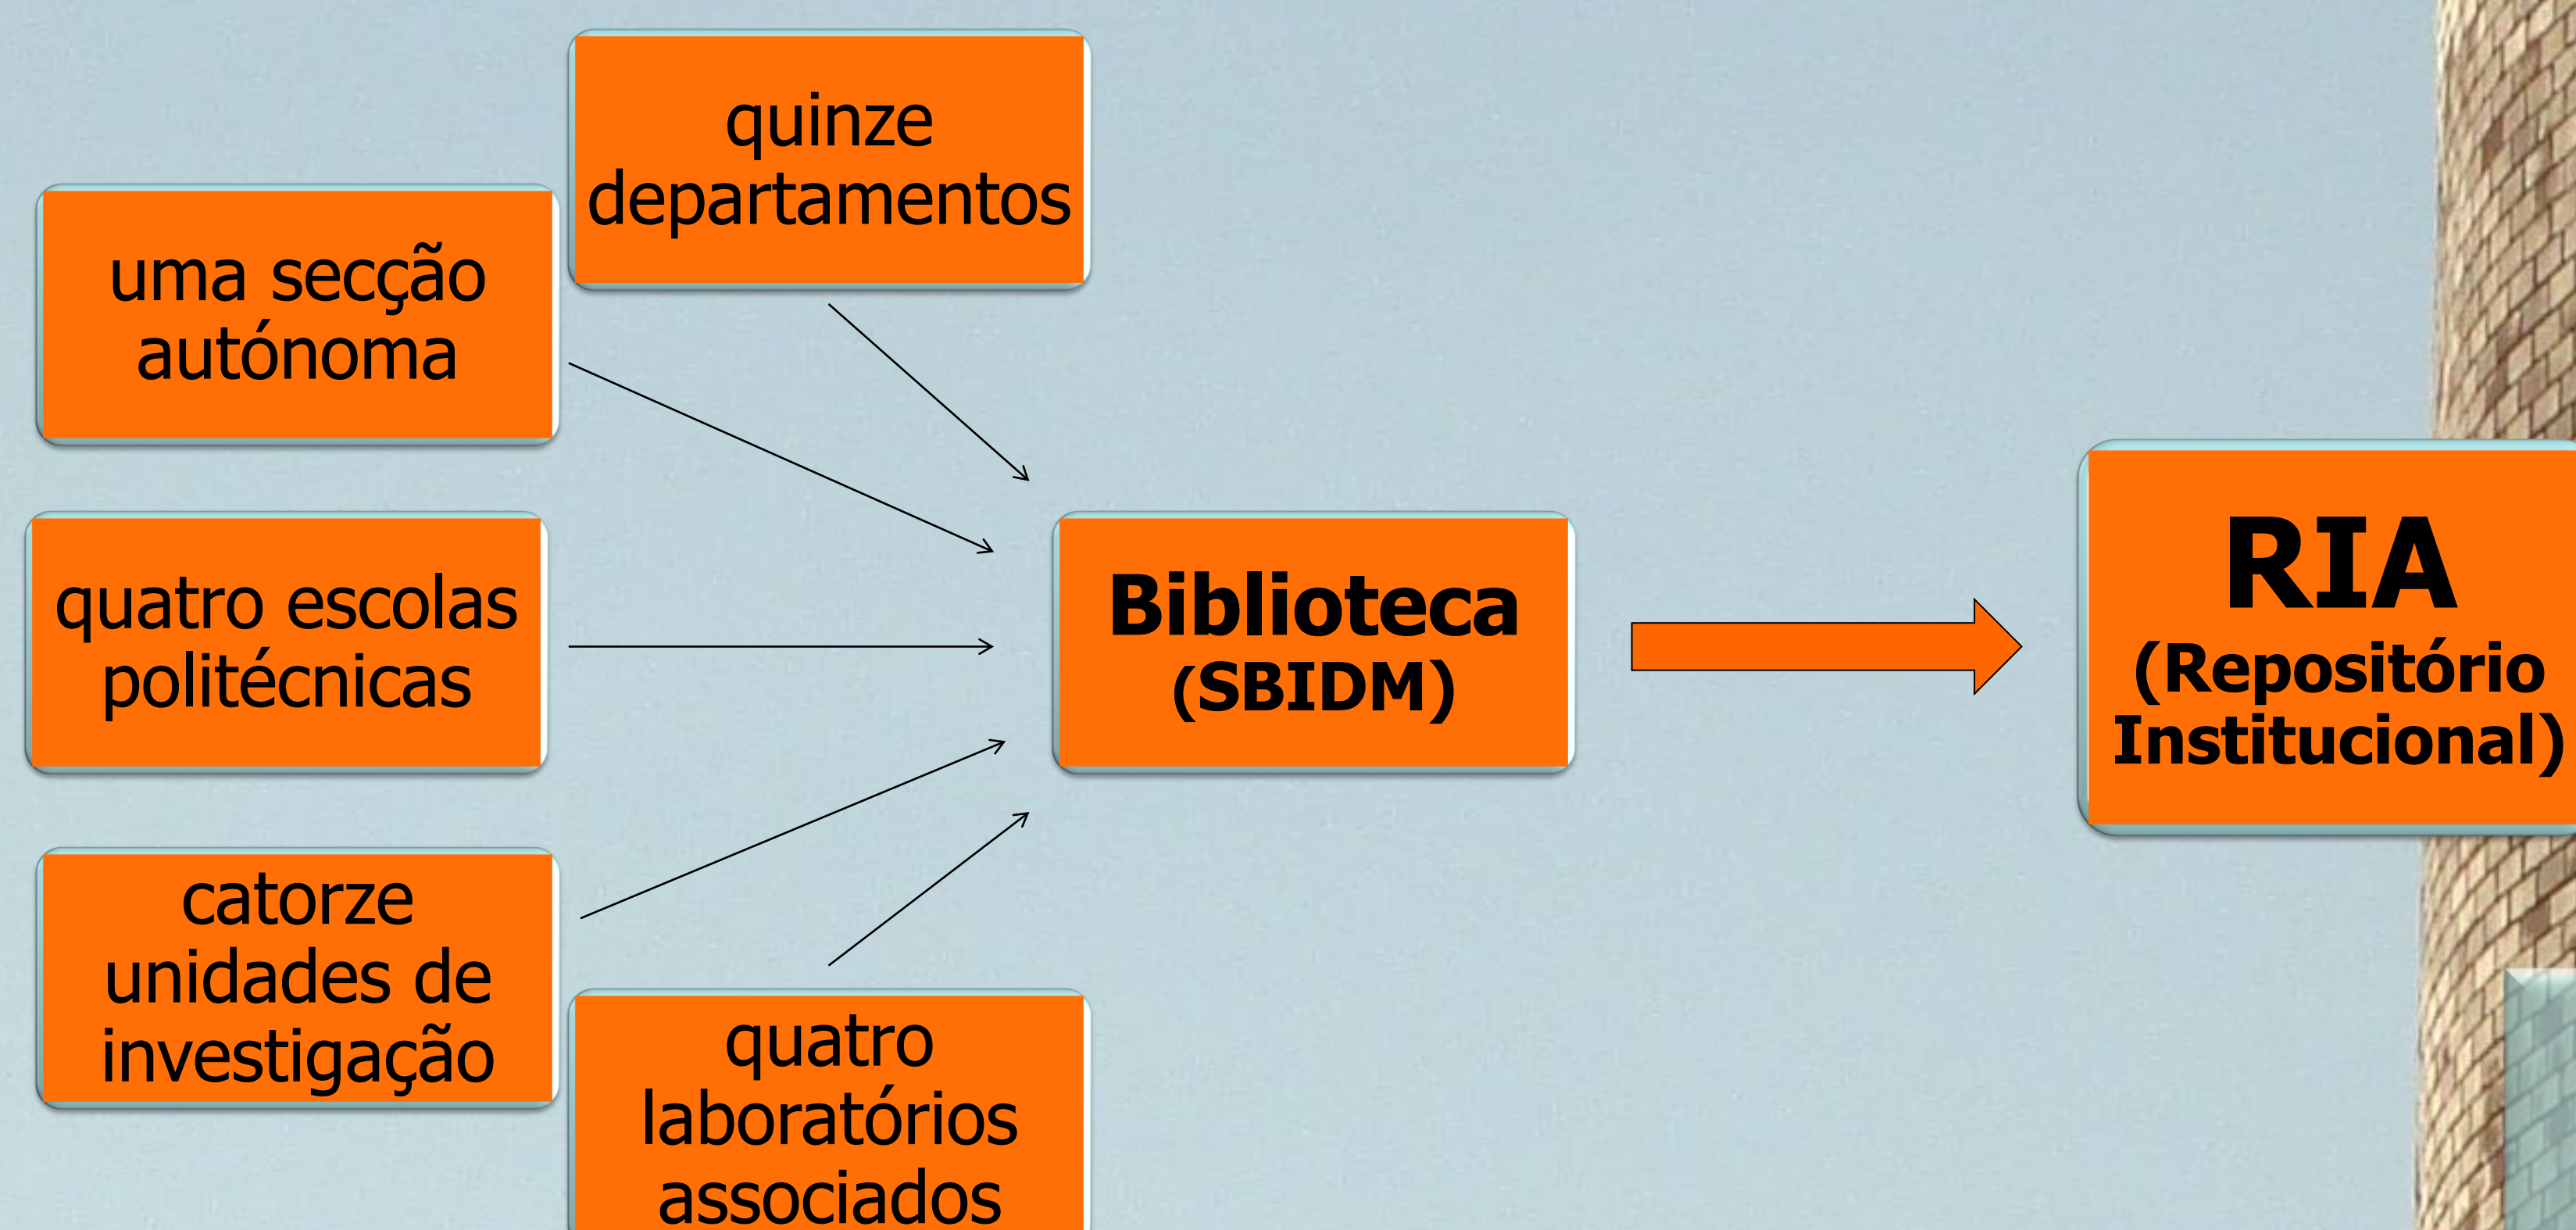 quinze
departamentos
uma secção
autónoma
quatro escolas
politécnicas
catorze
unidades de
investigação
quatro
laboratórios
associados
Biblioteca
(SBIDM)
RIA
(Repositório
Institucional)